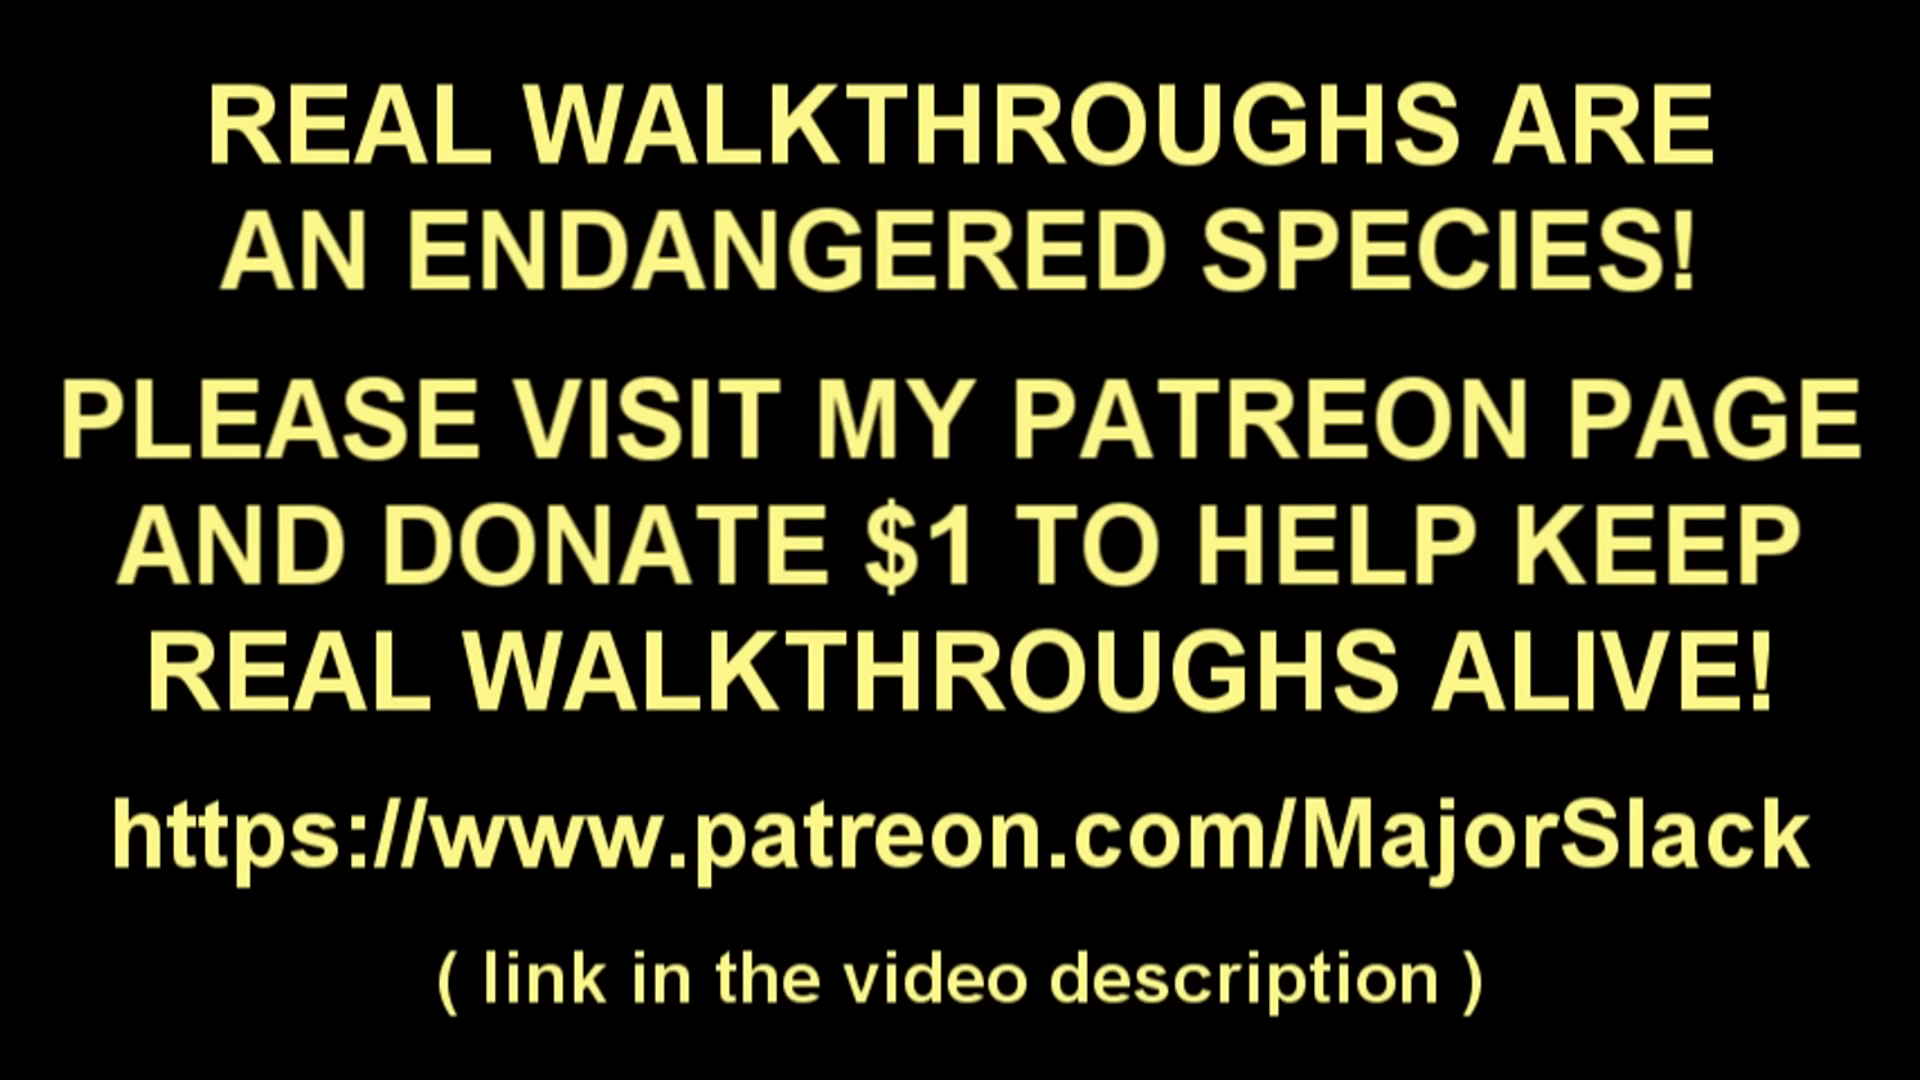 REAL WALKTHROUGHS ARE
AN ENDANGERED SPECIES!
PLEASE VISIT MY PATREON PAGE
AND DONATE $1 TO HELP KEEP
REAL WALKTHROUGHS ALIVE!
https://www.patreon.com/MajorSlack
( link in the video description )